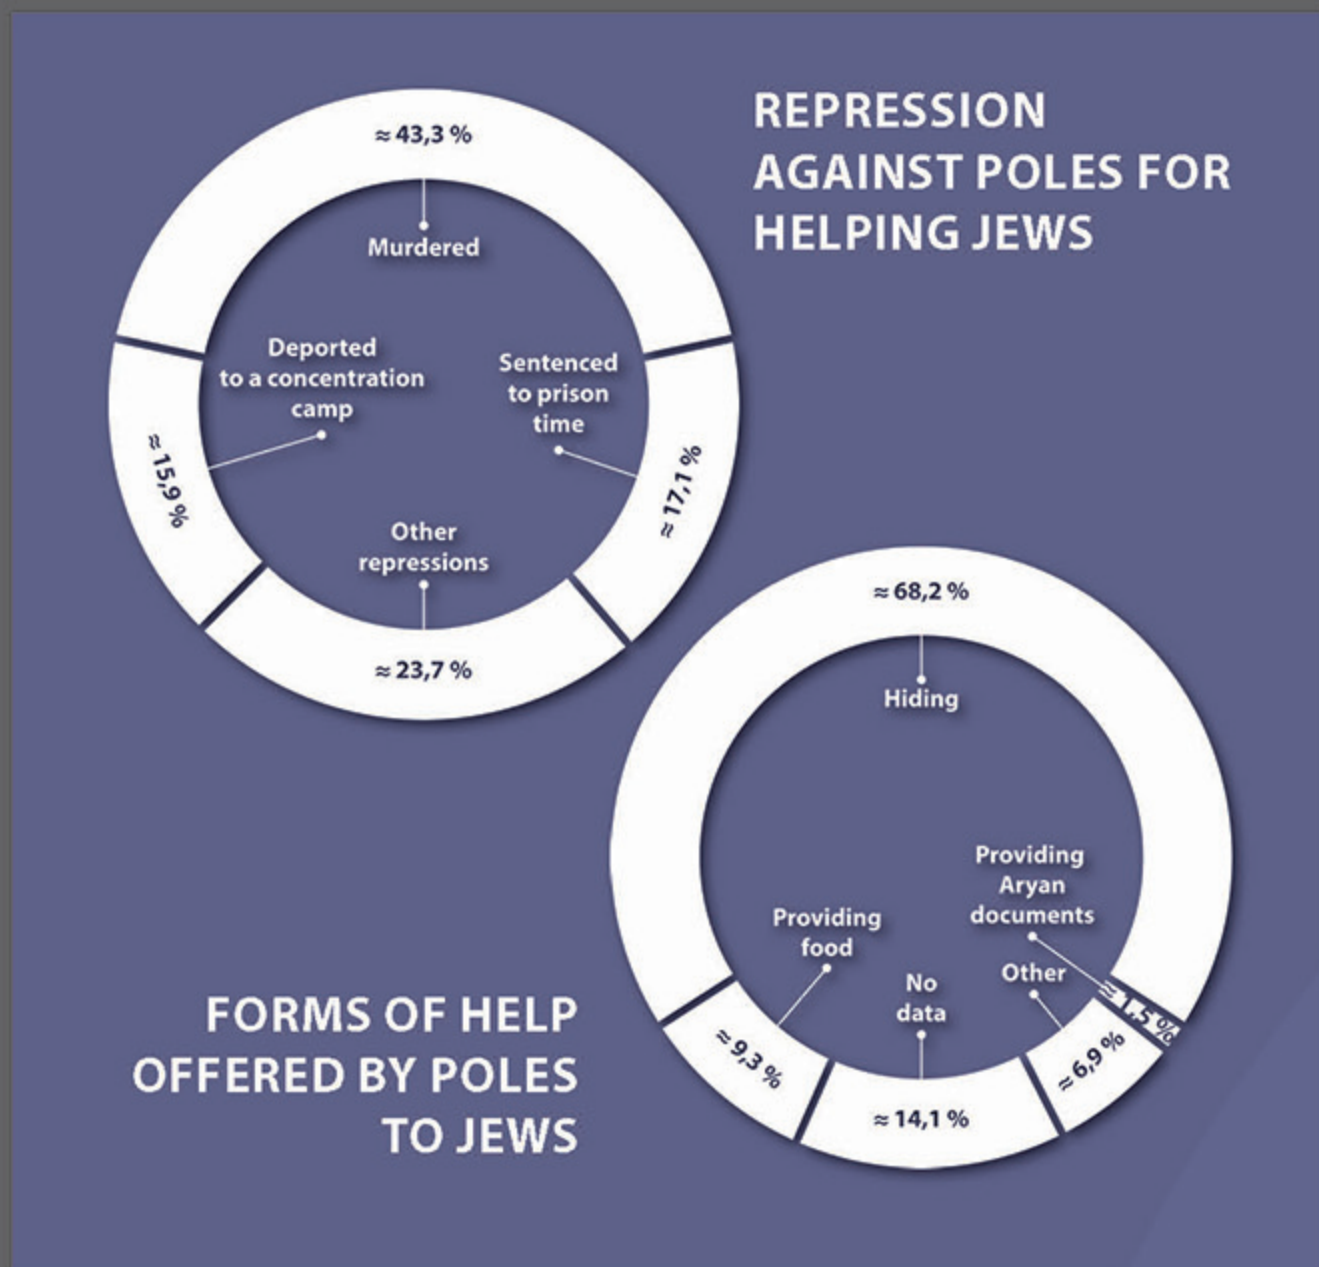 REPRESSION
AGAINST POLES FOR
HELPING JEWS
≈ 43,3 %
Murdered
Deported
to a concentration
camp
≈ 15,9 %
Sentenced
to prison
time
≈ 17,1 %
Other
repressions
≈ 23,7 %
FORMS OF HELP
OFFERED BY POLES
TO JEWS
≈ 68,2 %
Hiding
Providing
Aryan
documents
≈ 1,5 %
Other
≈ 6,9 %
No
data
≈ 14,1 %
Providing
food
≈ 9,3 %